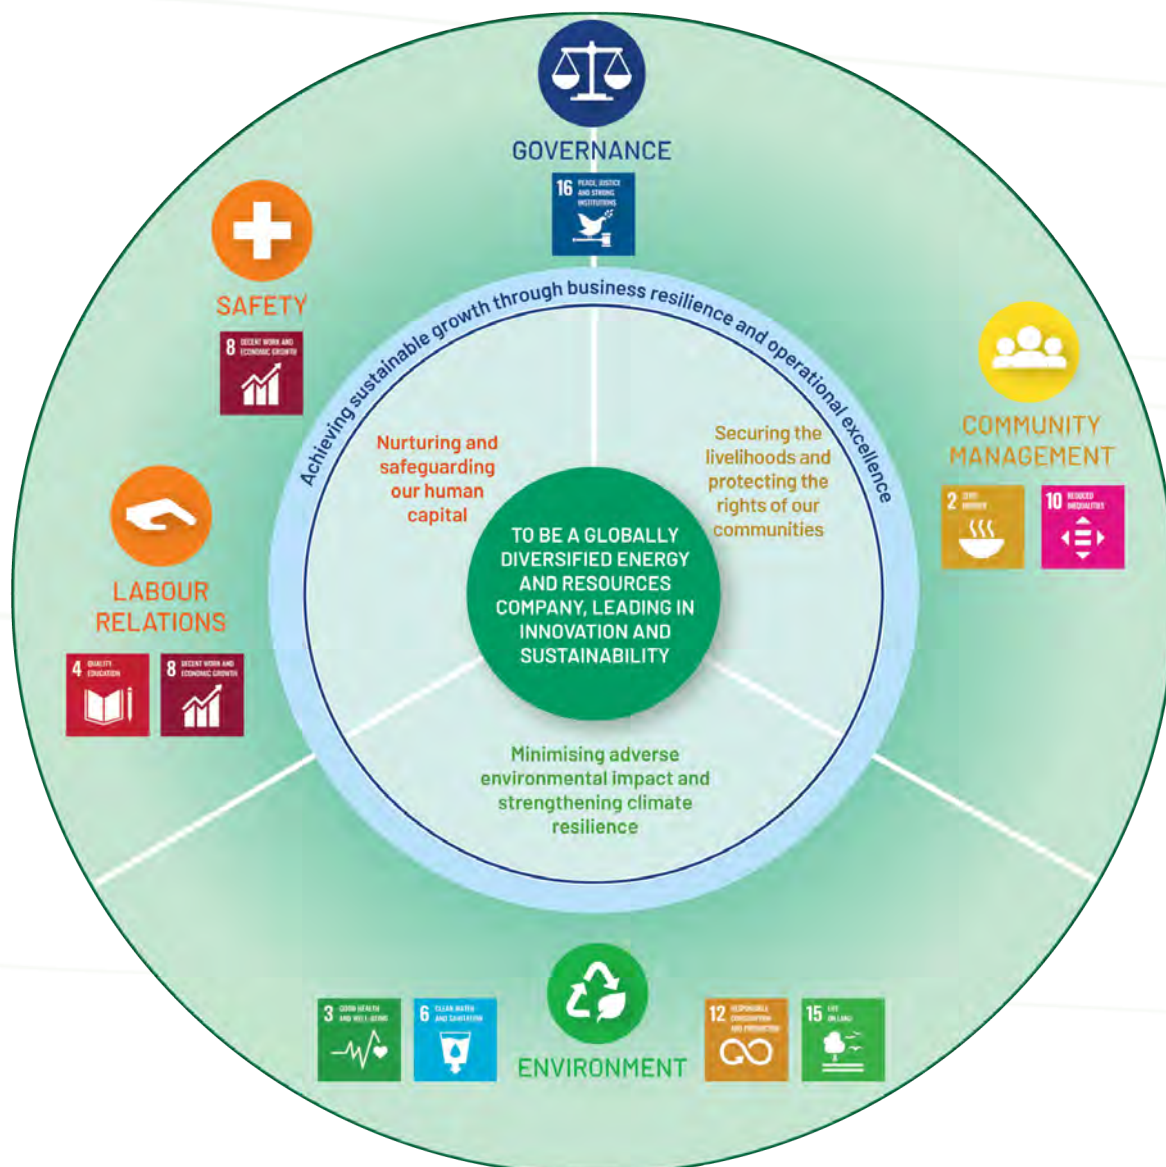 GOVERNANCE
16 PEACE, JUSTICE
AND STRONG
INSTITUTIONS
SAFETY
8 DECENT WORK AND
ECONOMIC GROWTH
LABOUR
RELATIONS
4 QUALITY
EDUCATION
8 DECENT WORK AND
ECONOMIC GROWTH
Achieving sustainable growth through business resilience and operational excellence
Nurturing and
safeguarding
our human
capital
Securing the
livelihoods and
protecting the
rights of our
communities
TO BE A GLOBALLY
DIVERSIFIED ENERGY
AND RESOURCES
COMPANY, LEADING IN
INNOVATION AND
SUSTAINABILITY
Minimising adverse
environmental impact and
strengthening climate
resilience
COMMUNITY
MANAGEMENT
2 ZERO
HUNGER
10 REDUCED
INEQUALITIES
3 GOOD HEALTH
AND WELL-BEING
6 CLEAN WATER
AND SANITATION
ENVIRONMENT
12 RESPONSIBLE
CONSUMPTION
AND PRODUCTION
15 LIFE
ON LAND